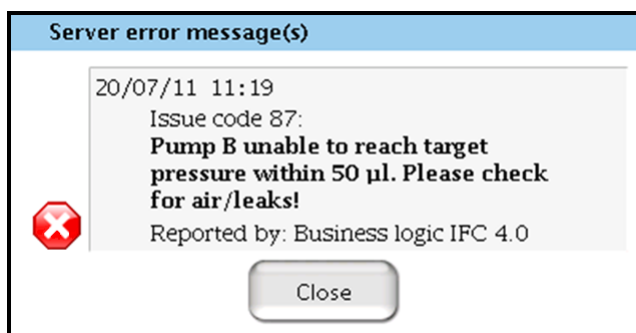 Server error message(s)
20/07/11 11:19
Issue code 87:
Pump B unable to reach target
pressure within 50 µl. Please check
for air/leaks!
Reported by: Business logic IFC 4.0
Close